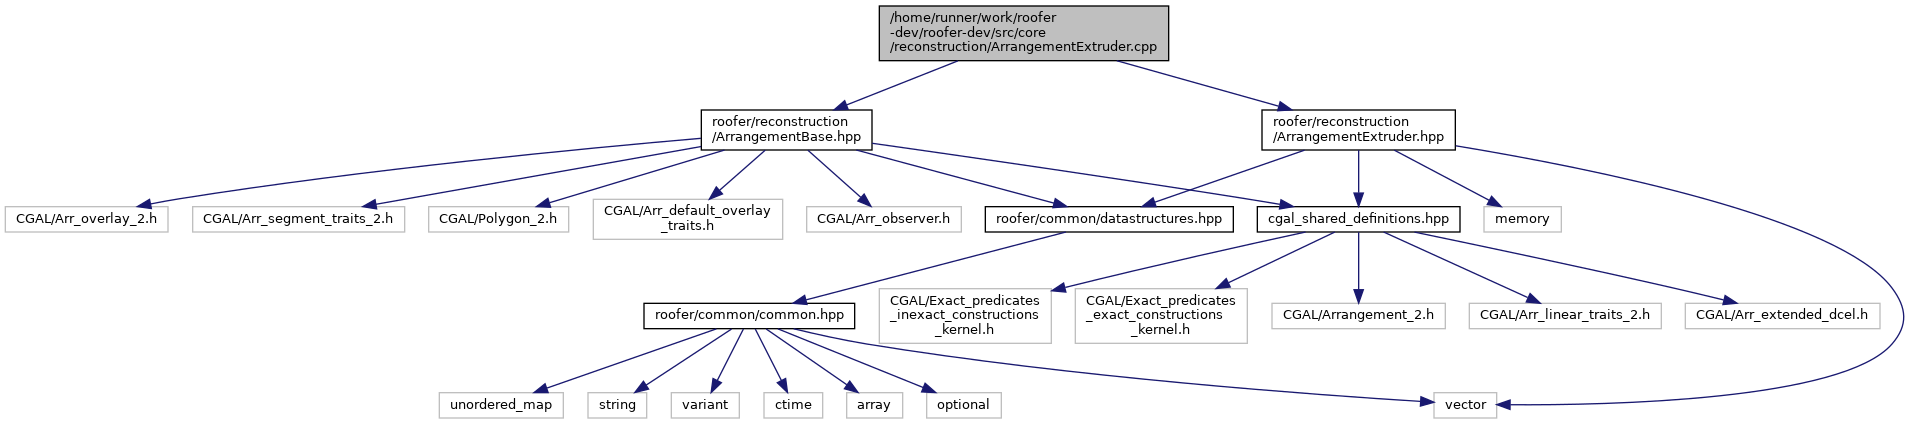 /home/runner/work/roofer
-dev/roofer-dev/src/core
/reconstruction/ArrangementExtruder.cpp
roofer/reconstruction
/ArrangementBase.hpp
roofer/reconstruction
/ArrangementExtruder.hpp
CGAL/Arr_overlay_2.h
CGAL/Arr_segment_traits_2.h
CGAL/Polygon_2.h
CGAL/Arr_default_overlay
_traits.h
CGAL/Arr_observer.h
roofer/common/datastructures.hpp
cgal_shared_definitions.hpp
memory
roofer/common/common.hpp
CGAL/Exact_predicates
_inexact_constructions
_kernel.h
CGAL/Exact_predicates
_exact_constructions
_kernel.h
CGAL/Arrangement_2.h
CGAL/Arr_linear_traits_2.h
CGAL/Arr_extended_dcel.h
unordered_map
string
variant
ctime
array
optional
vector